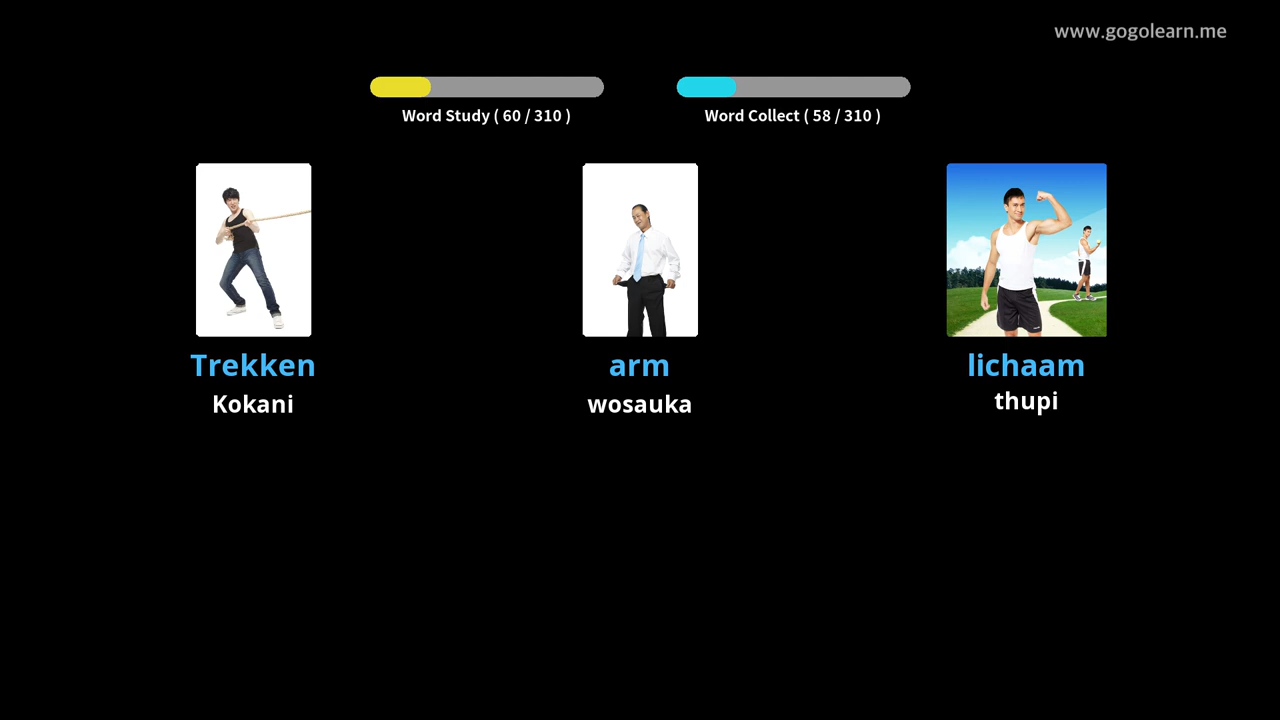 www.gogolearn.me
Word Study ( 60 / 310 )
Word Collect ( 58 / 310 )
Trekken
Kokani
arm
wosauka
lichaam
thupi